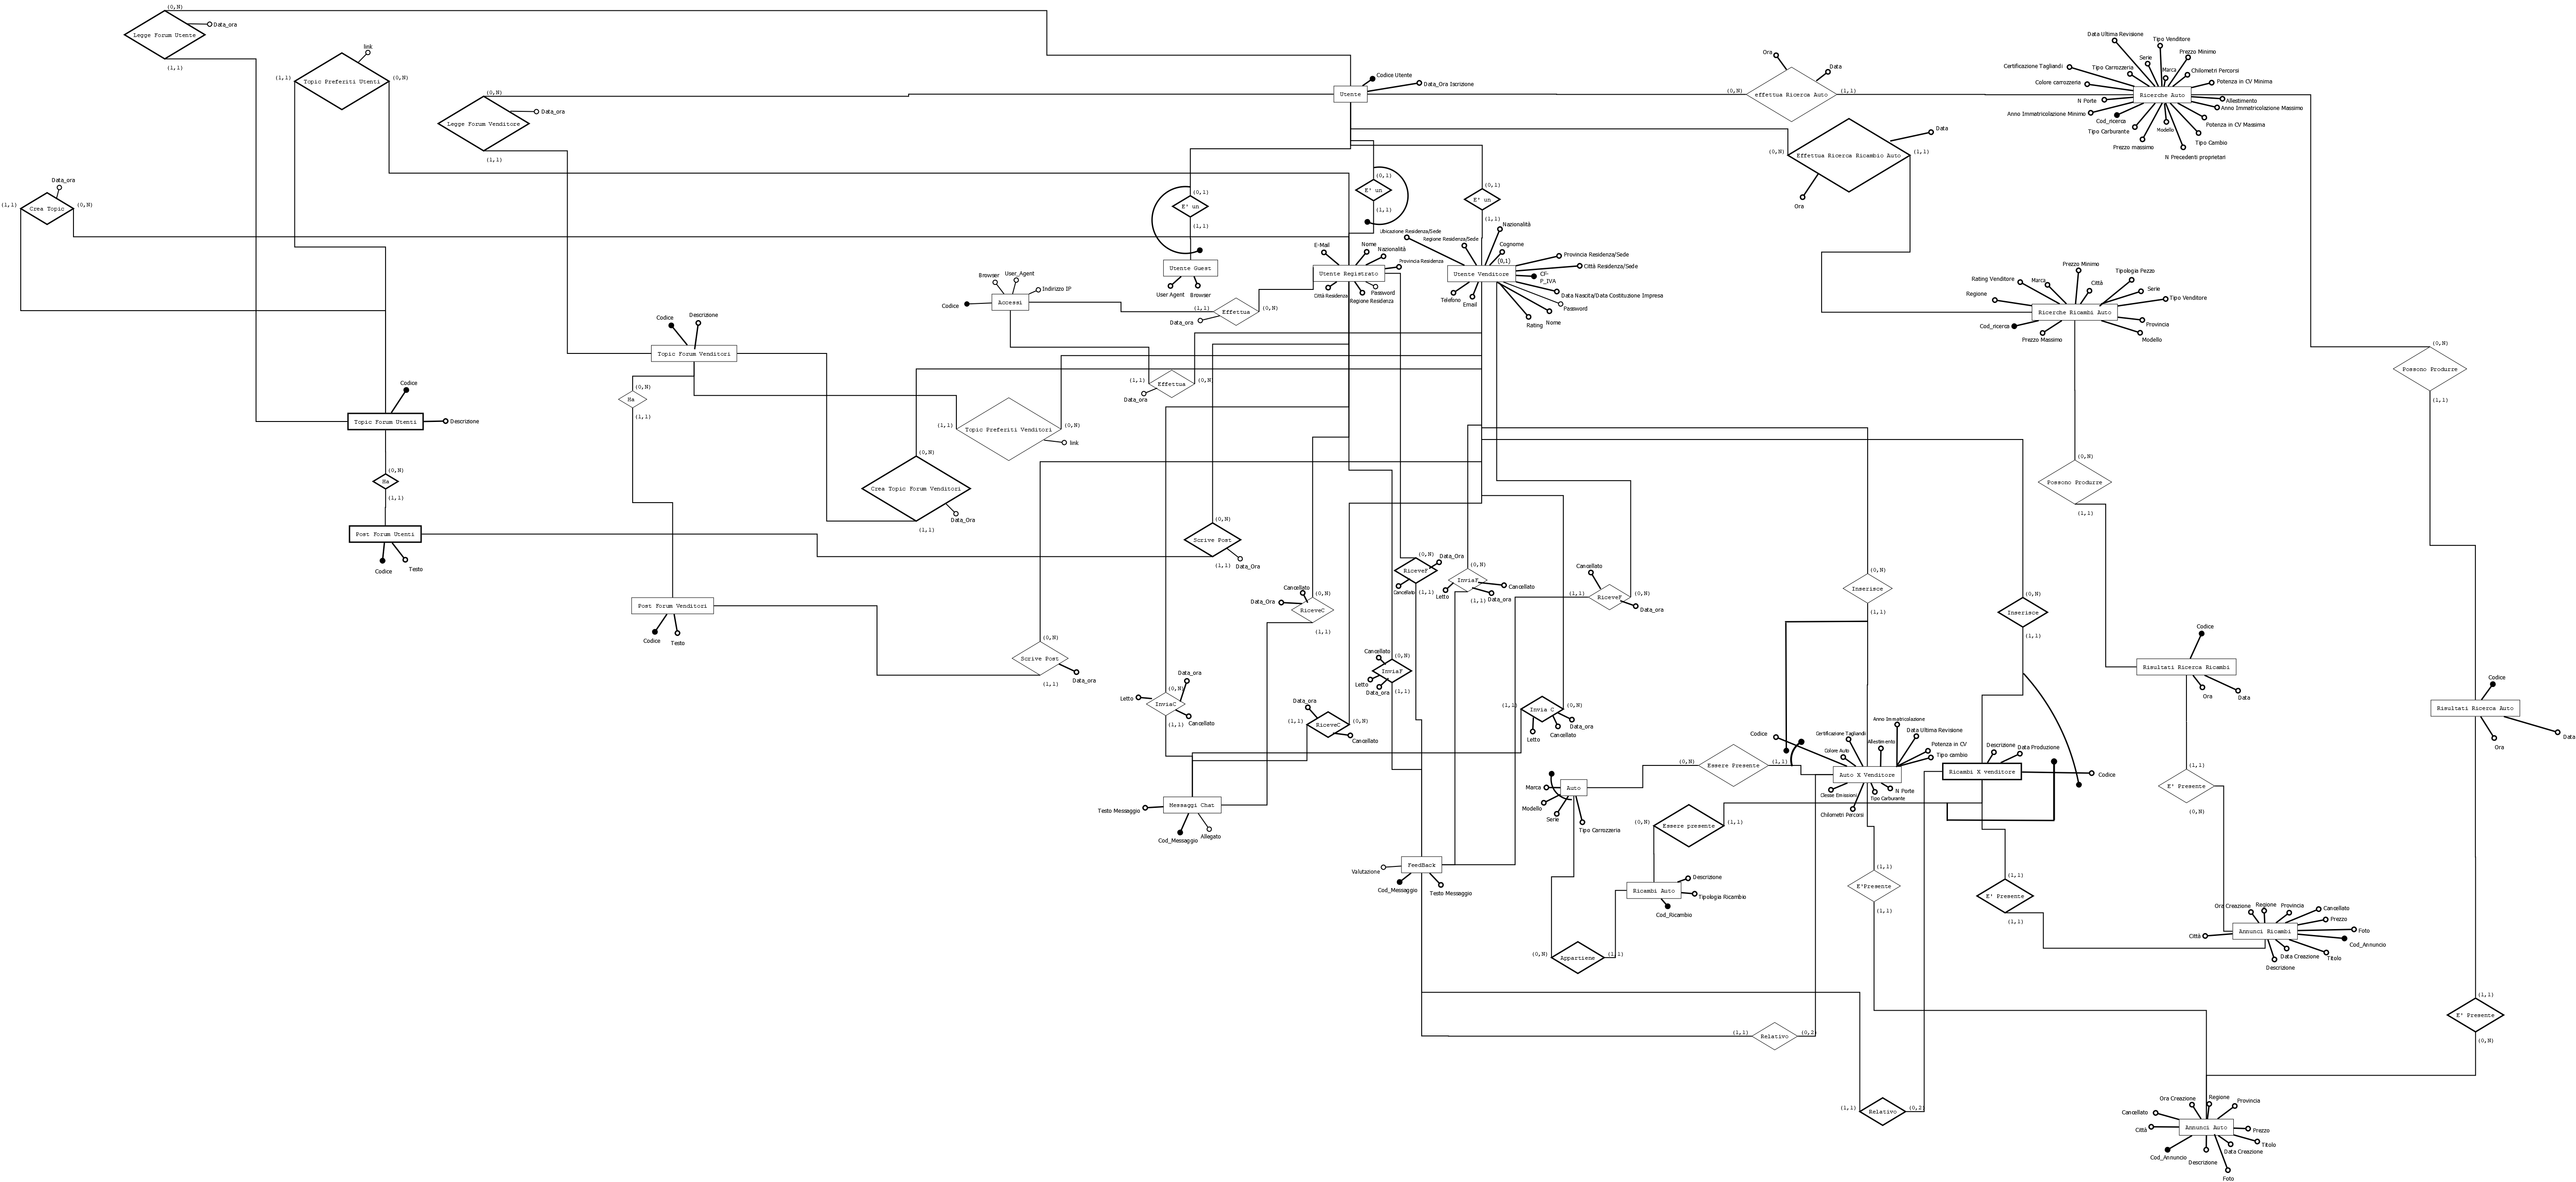 (0,N)
Data_ora
Legge Forum Utente
(1,1)
link
(1,1)
Topic Preferiti Utenti
(0,N)
(0,N)
Data_ora
Legge Forum Venditore
(1,1)
Data_ora
(1,1)
Crea Topic
(0,N)
Codice Utente
Data_Ora Iscrizione
Utente
Ora
Data
(0,N)
effettua Ricerca Auto
(1,1)
Data Ultima Revisione
Tipo Venditore
Serie
Prezzo Minimo
Certificazione Tagliandi
Tipo Carrozzeria
Marca
Chilometri Percorsi
Colore carrozzeria
Potenza in CV Minima
Ricerche Auto
N Porte
Allestimento
Anno Immatricolazione Massimo
Anno Immatricolazione Minimo
Cod_ricerca
Potenza in CV Massima
Tipo Carburante
Modello
Prezzo massimo
Tipo Cambio
N Precedenti proprietari
Data
(0,N)
Effettua Ricerca Ricambio Auto
(1,1)
Ora
(0,1)
E' un
(1,1)
(0,1)
E' un
(1,1)
(0,1)
E' un
(1,1)
Utente Guest
User Agent
Browser
E-Mail
Nome
Nazionalità
Provincia Residenza
Utente Registrato
Città Residenza
Password
Regione Residenza
Ubicazione Residenza/Sede
Regione Residenza/Sede
Nazionalità
Cognome
Provincia Residenza/Sede
(0,1)
Città Residenza/Sede
Utente Venditore
CF-
P_IVA
Data Nascita/Data Costituzione Impresa
Telefono
Email
Password
Rating
Nome
Browser
User_Agent
Indirizzo IP
Codice
Accessi
(1,1)
Effettua
(0,N)
Data_ora
Prezzo Minimo
Tipologia Pezzo
Rating Venditore
Marca
Città
Serie
Regione
Tipo Venditore
Ricerche Ricambi Auto
Cod_ricerca
Provincia
Prezzo Massimo
Modello
Codice
Descrizione
Topic Forum Venditori
(0,N)
Ha
(1,1)
(1,1)
Effettua
(0,N)
Data_ora
(0,N)
Possono Produrre
(1,1)
Codice
Topic Forum Utenti
Descrizione
(0,N)
Ha
(1,1)
Post Forum Utenti
Codice
Testo
(1,1)
Topic Preferiti Venditori
(0,N)
link
(0,N)
Crea Topic Forum Venditori
Data_Ora
(1,1)
(0,N)
Possono Produrre
(1,1)
(0,N)
Scrive Post
(1,1)
Data_Ora
(0,N)
Data_Ora
RiceveF
Cancellato
(1,1)
(0,N)
InviaF
Cancellato
Letto
Data_ora
(1,1)
Cancellato
(1,1)
RiceveF
(0,N)
Data_ora
Cancellato
(0,N)
Data_Ora
RiceveC
(1,1)
(0,N)
Inserisce
(1,1)
(0,N)
Inserisce
(1,1)
Post Forum Venditori
Codice
Testo
(0,N)
Scrive Post
(1,1)
Data_ora
Cancellato
(0,N)
InviaF
Letto
Data_ora
(1,1)
Data_ora
(0,N)
Letto
InviaC
Cancellato
(1,1)
Data_ora
(1,1)
RiceveC
(0,N)
Cancellato
(1,1)
Invia C
(0,N)
Data_ora
Cancellato
Letto
Codice
Risultati Ricerca Ricambi
Ora
Data
Codice
Risultati Ricerca Auto
Ora
Data
Anno Immatricolazione
Codice
Certificazione Tagliandi
Data Ultima Revisione
Allestimento
Colore Auto
Potenza in CV
Tipo cambio
Auto X Venditore
Classe Emissioni
N Porte
Tipo Carburante
Chilometri Percorsi
Descrizione
Data Produzione
Ricambi X venditore
Codice
(0,N)
Essere Presente
(1,1)
Marca
Auto
Modello
Serie
Tipo Carrozzeria
(0,N)
Essere presente
(1,1)
(1,1)
E' Presente
(0,N)
Testo Messaggio
Messaggi Chat
Cod_Messaggio
Allegato
Valutazione
FeedBack
Cod_Messaggio
Testo Messaggio
Descrizione
Ricambi Auto
Tipologia Ricambio
Cod_Ricambio
(1,1)
E'Presente
(1,1)
(1,1)
E' Presente
(1,1)
Ora Creazione
Regione
Provincia
Cancellato
Prezzo
Città
Annunci Ricambi
Foto
Cod_Annuncio
Data Creazione
Titolo
Descrizione
(0,N)
Appartiene
(1,1)
(1,1)
E' Presente
(0,N)
(1,1)
Relativo
(0,2)
(1,1)
Relativo
(0,2)
Ora Creazione
Regione
Provincia
Cancellato
Città
Annunci Auto
Prezzo
Titolo
Data Creazione
Cod_Annuncio
Descrizione
Foto